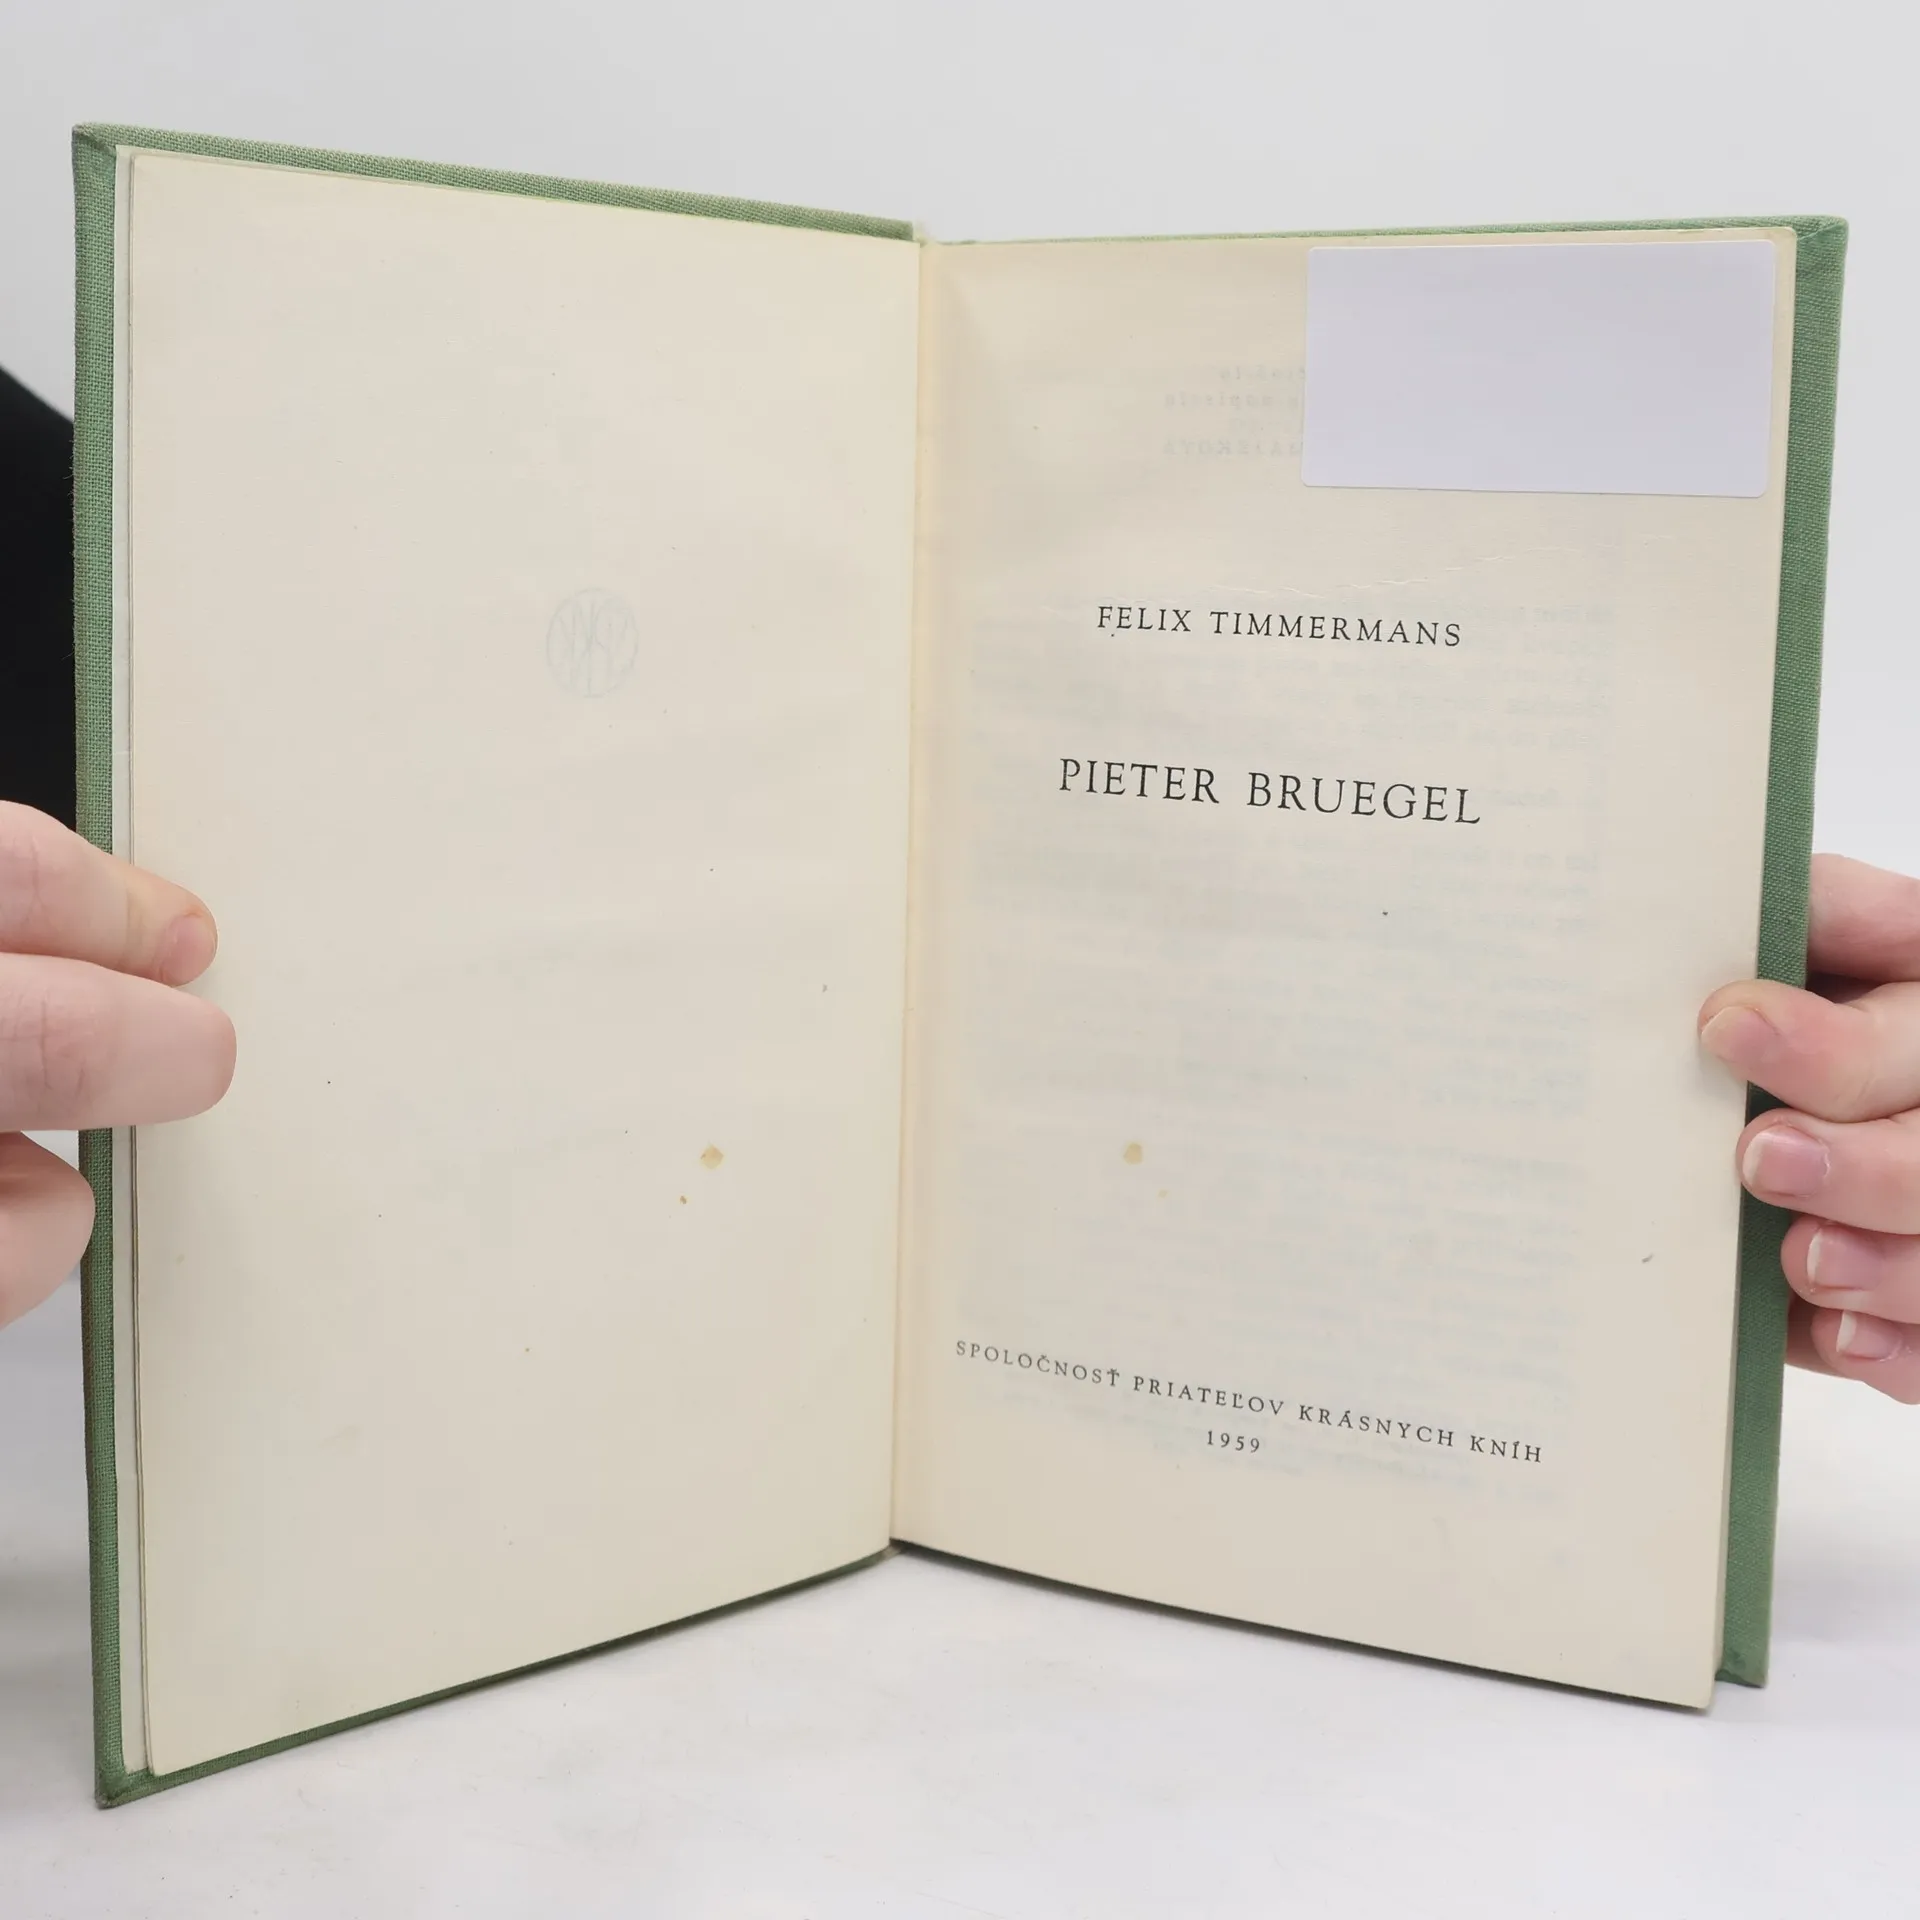 FELIX TIMMERMANS
PIETER BRUEGEL
SPOLOČNOSŤ PRIATEĽOV KRÁSNYCH KNÍH
1959